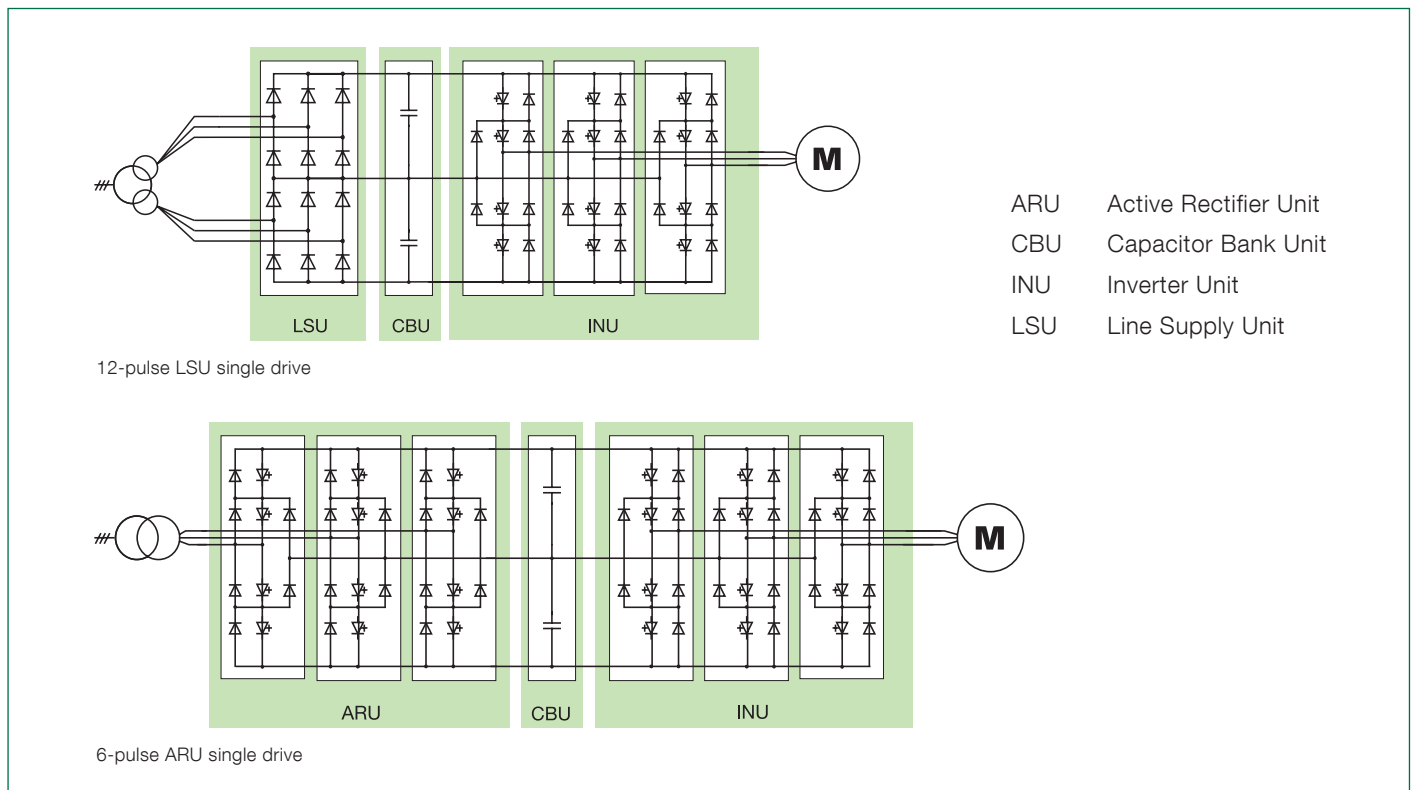 LSU CBU INU
M
12-pulse LSU single drive
ARU Active Rectifier Unit
CBU Capacitor Bank Unit
INU Inverter Unit
LSU Line Supply Unit
M
ARU CBU INU
6-pulse ARU single drive